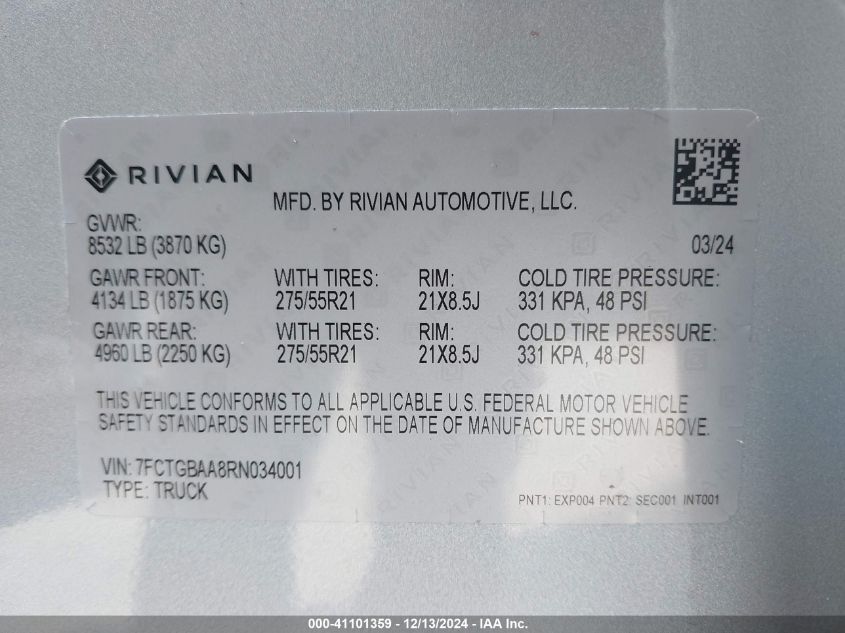 RIVIAN
MFD. BY RIVIAN AUTOMOTIVE, LLC.
GVWR:
8532 LB (3870 KG) 03/24
GAWR FRONT: WITH TIRES: RIM: COLD TIRE PRESSURE:
4134 LB (1875 KG) 275/55R21 21X8.5J 331 KPA, 48 PSI
GAWR REAR: WITH TIRES: RIM: COLD TIRE PRESSURE:
4960 LB (2250 KG) 275/55R21 21X8.5J 331 KPA, 48 PSI
THIS VEHICLE CONFORMS TO ALL APPLICABLE U.S. FEDERAL MOTOR VEHICLE
SAFETY STANDARDS IN EFFECT ON THE DATE OF MANUFACTURE SHOWN ABOVE.
VIN: 7FCTGBAA8RN034001
TYPE: TRUCK
PNT1: EXP004 PNT2: SEC001 INT001
000-41101359 - 12/13/2024 - IAA Inc.